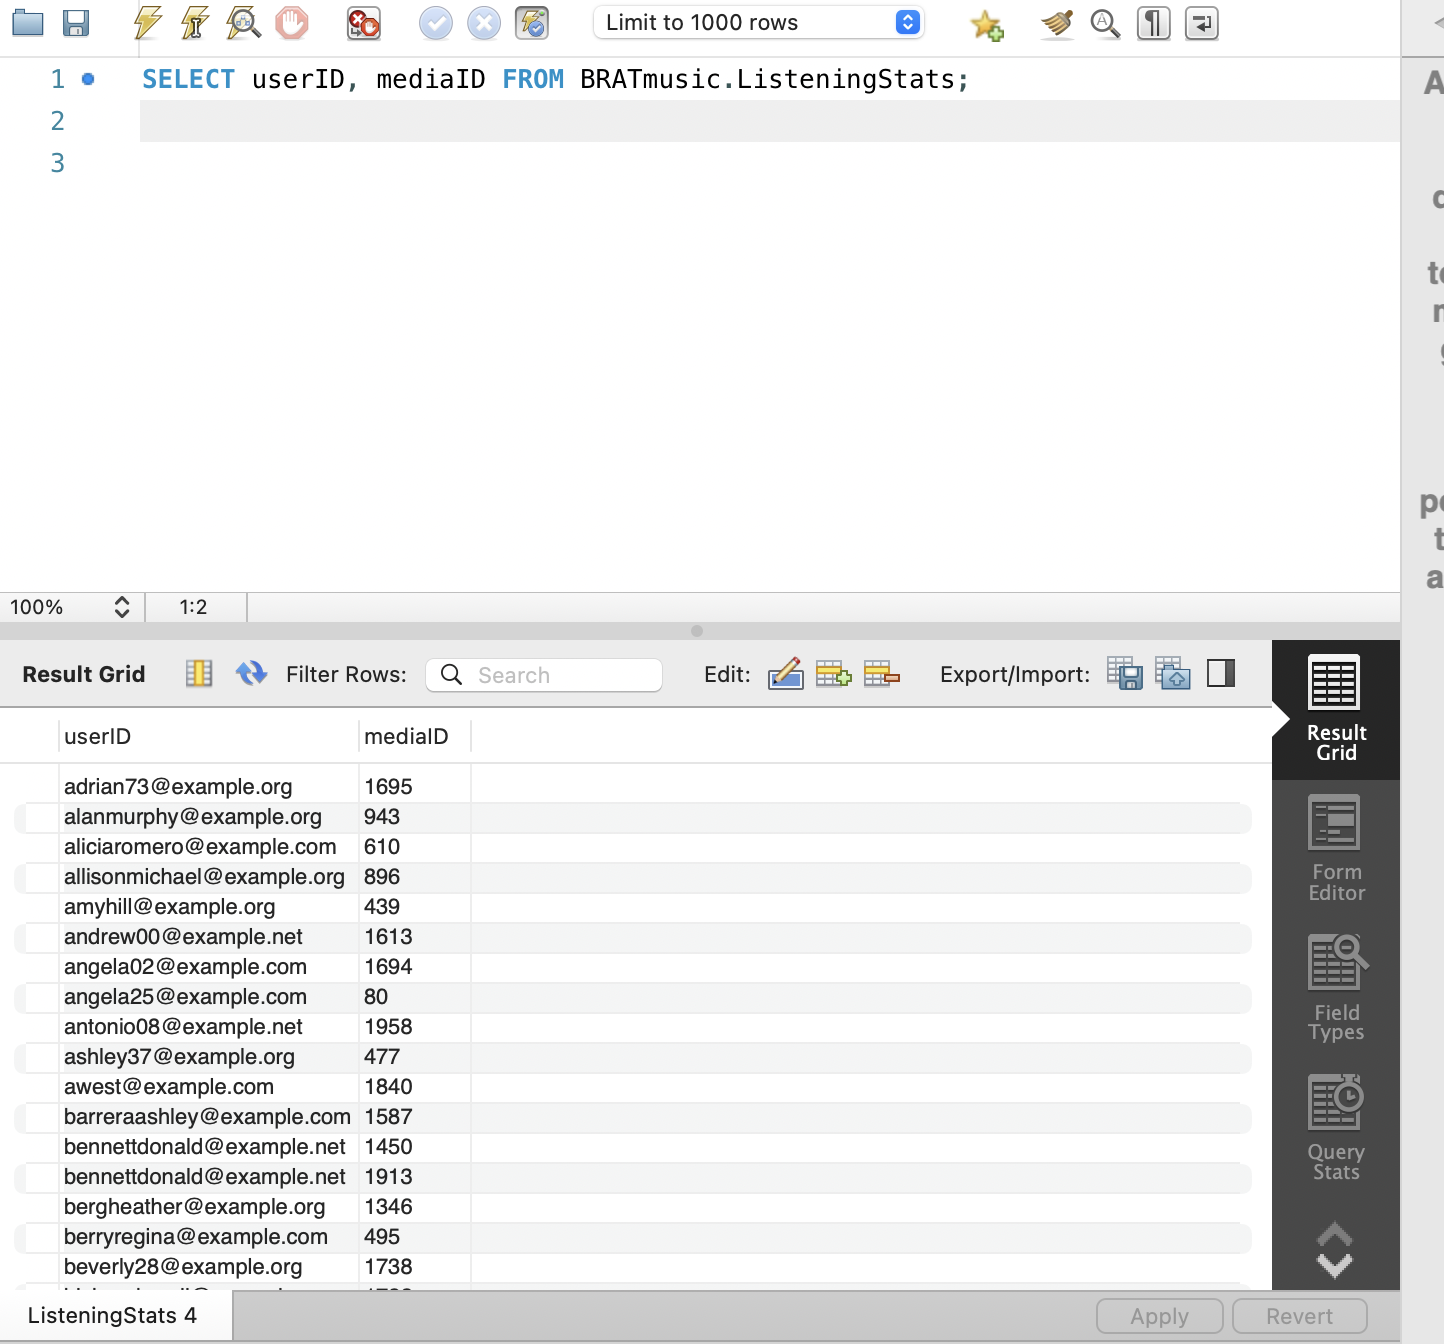 Limit to 1000 rows
1 SELECT userID, mediaID FROM BRATmusic.ListeningStats;
2
3
100% 1:2
Result Grid Filter Rows: Search Edit: Export/Import:
userID mediaID
adrian73@example.org 1695
alanmurphy@example.org 943
aliciaromero@example.com 610
allisonmichael@example.org 896
amyhill@example.org 439
andrew00@example.net 1613
angela02@example.com 1694
angela25@example.com 80
antonio08@example.net 1958
ashley37@example.org 477
awest@example.com 1840
barreraashley@example.com 1587
bennettdonald@example.net 1450
bennettdonald@example.net 1913
bergheather@example.org 1346
berryregina@example.com 495
beverly28@example.org 1738
Result
Grid
Form
Editor
Field
Types
Query
Stats
ListeningStats 4 Apply Revert